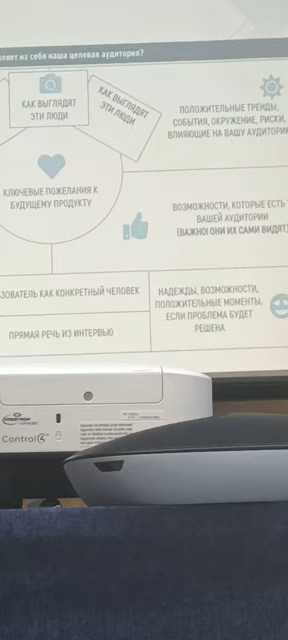 ляет из себя наша целевая аудитория?
КАК ВЫГЛЯДЯТ
ЭТИ ЛЮДИ
КАК ВЫГЛЯДЯТ
ЭТИ ЛЮДИ
ПОЛОЖИТЕЛЬНЫЕ ТРЕНДЫ,
СОБЫТИЯ, ОКРУЖЕНИЕ, РИСКИ,
ВЛИЯЮЩИЕ НА ВАШУ АУДИТОРИ
КЛЮЧЕВЫЕ ПОЖЕЛАНИЯ К
БУДУЩЕМУ ПРОДУКТУ
ВОЗМОЖНОСТИ, КОТОРЫЕ ЕСТЬ
ВАШЕЙ АУДИТОРИИ
(ВАЖНО! ОНИ ИХ САМИ ВИДЯТ)
ЗОВАТЕЛЬ КАК КОНКРЕТНЫЙ ЧЕЛОВЕК
ПРЯМАЯ РЕЧЬ ИЗ ИНТЕРВЬЮ
НАДЕЖДЫ, ВОЗМОЖНОСТИ,
ПОЛОЖИТЕЛЬНЫЕ МОМЕНТЫ,
ЕСЛИ ПРОБЛЕМА БУДЕТ
РЕШЕНА
CRESTRON
Control4